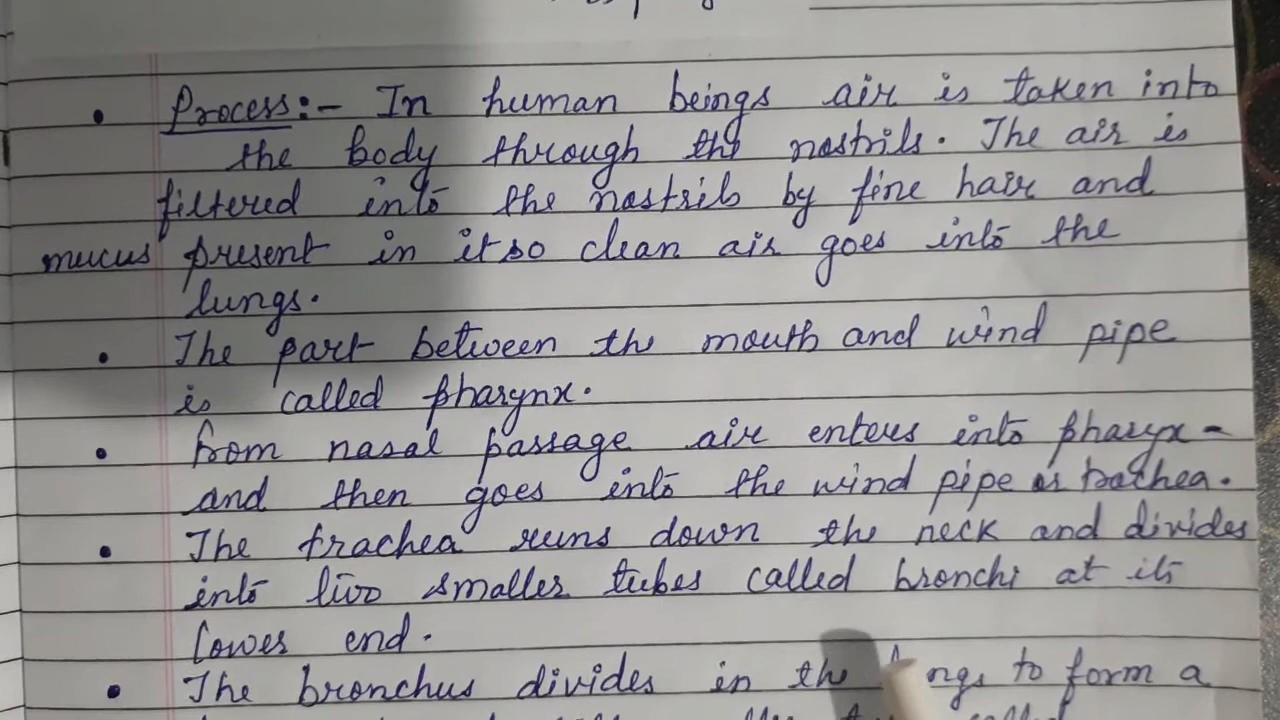 • Process:- In human beings air is taken into
the body through the nostrils. The air is
filtered into the nostrils by fine hair and
mucus present in it so clean air goes into the
lungs.
• The part between the mouth and wind pipe
is called pharynx.
• from nasal passage air enters into pharyx-
and then goes into the wind pipe or trachea.
• The trachea runs down the neck and divides
into two smaller tubes called bronchi at its
lower end.
• The bronchus divides in the to form a
called